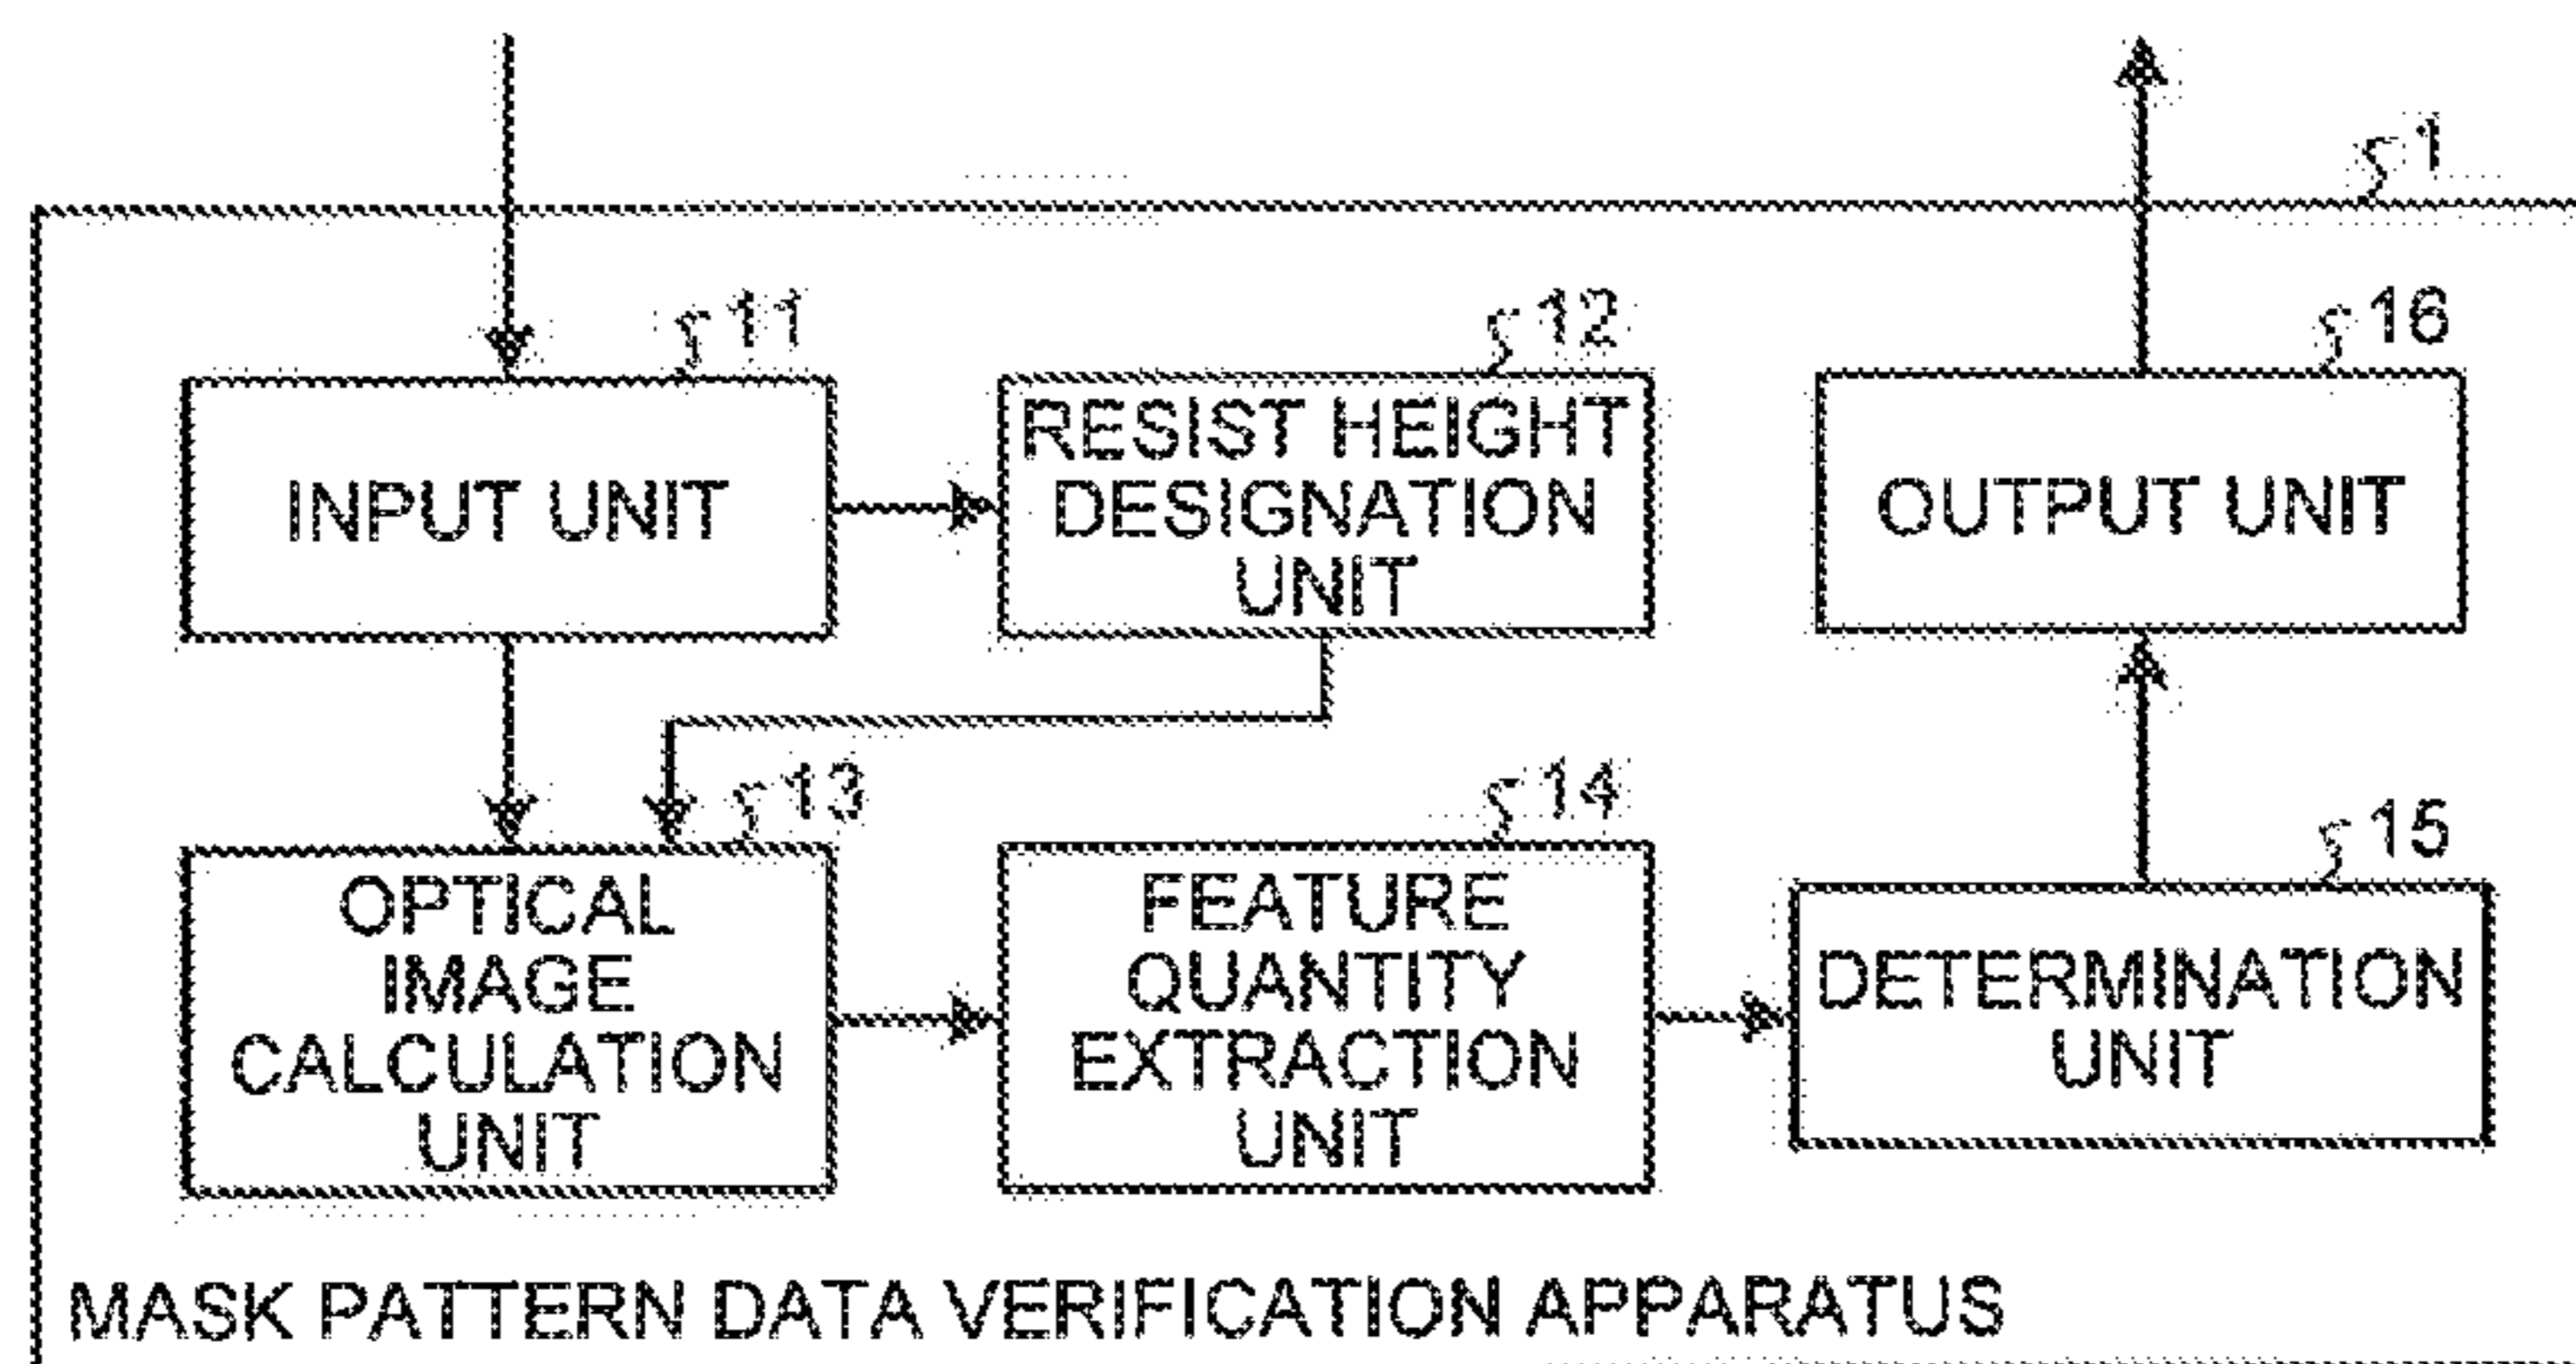 1
11
INPUT UNIT
12
RESIST HEIGHT
DESIGNATION
UNIT
16
OUTPUT UNIT
13
OPTICAL
IMAGE
CALCULATION
UNIT
14
FEATURE
QUANTITY
EXTRACTION
UNIT
15
DETERMINATION
UNIT
MASK PATTERN DATA VERIFICATION APPARATUS